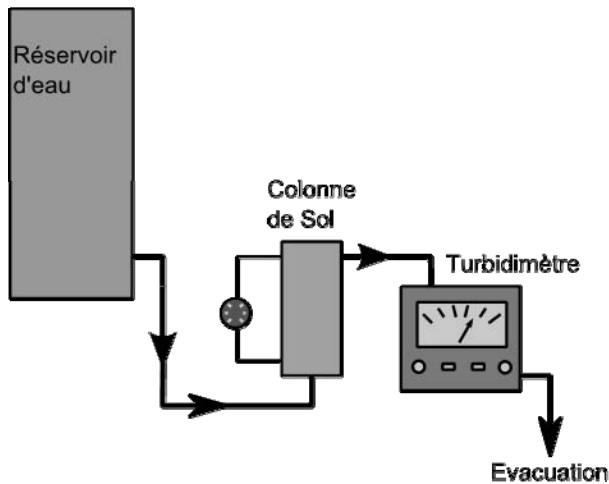 Réservoir
d'eau
Colonne
de Sol
Turbidimètre
Evacuation